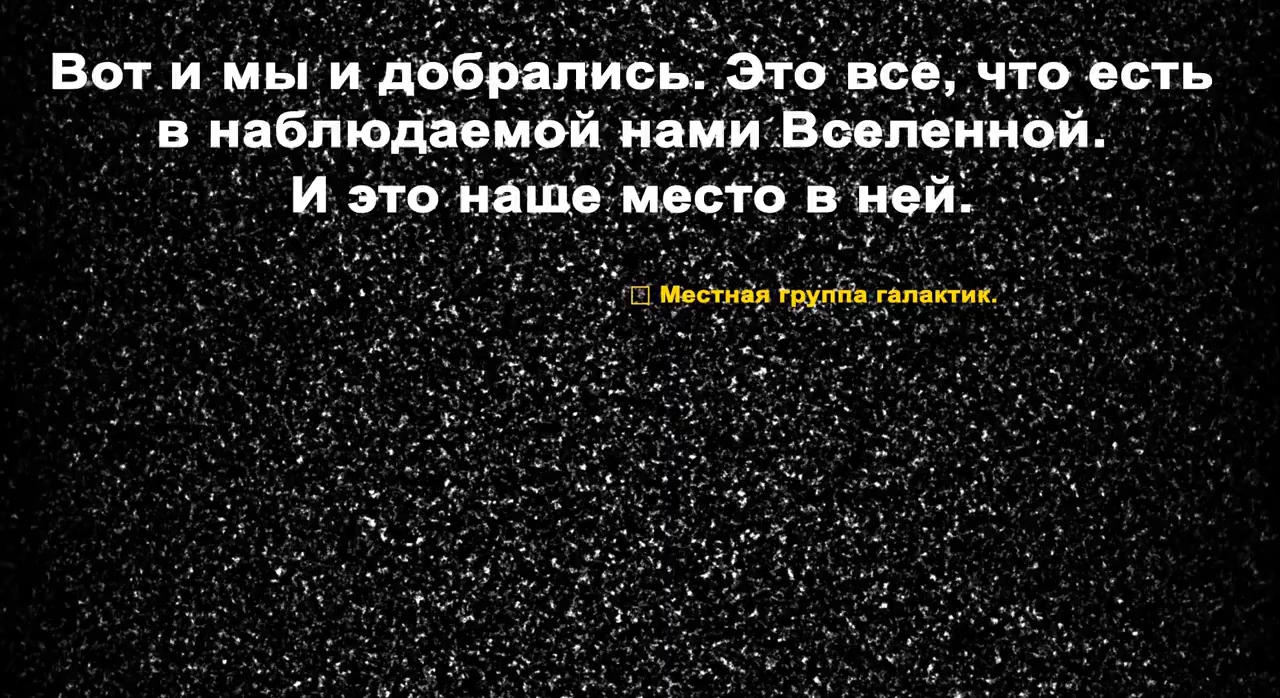 Вот и мы и добрались. Это все, что есть
в наблюдаемой нами Вселенной.
И это наше место в ней.
Местная группа галактик.